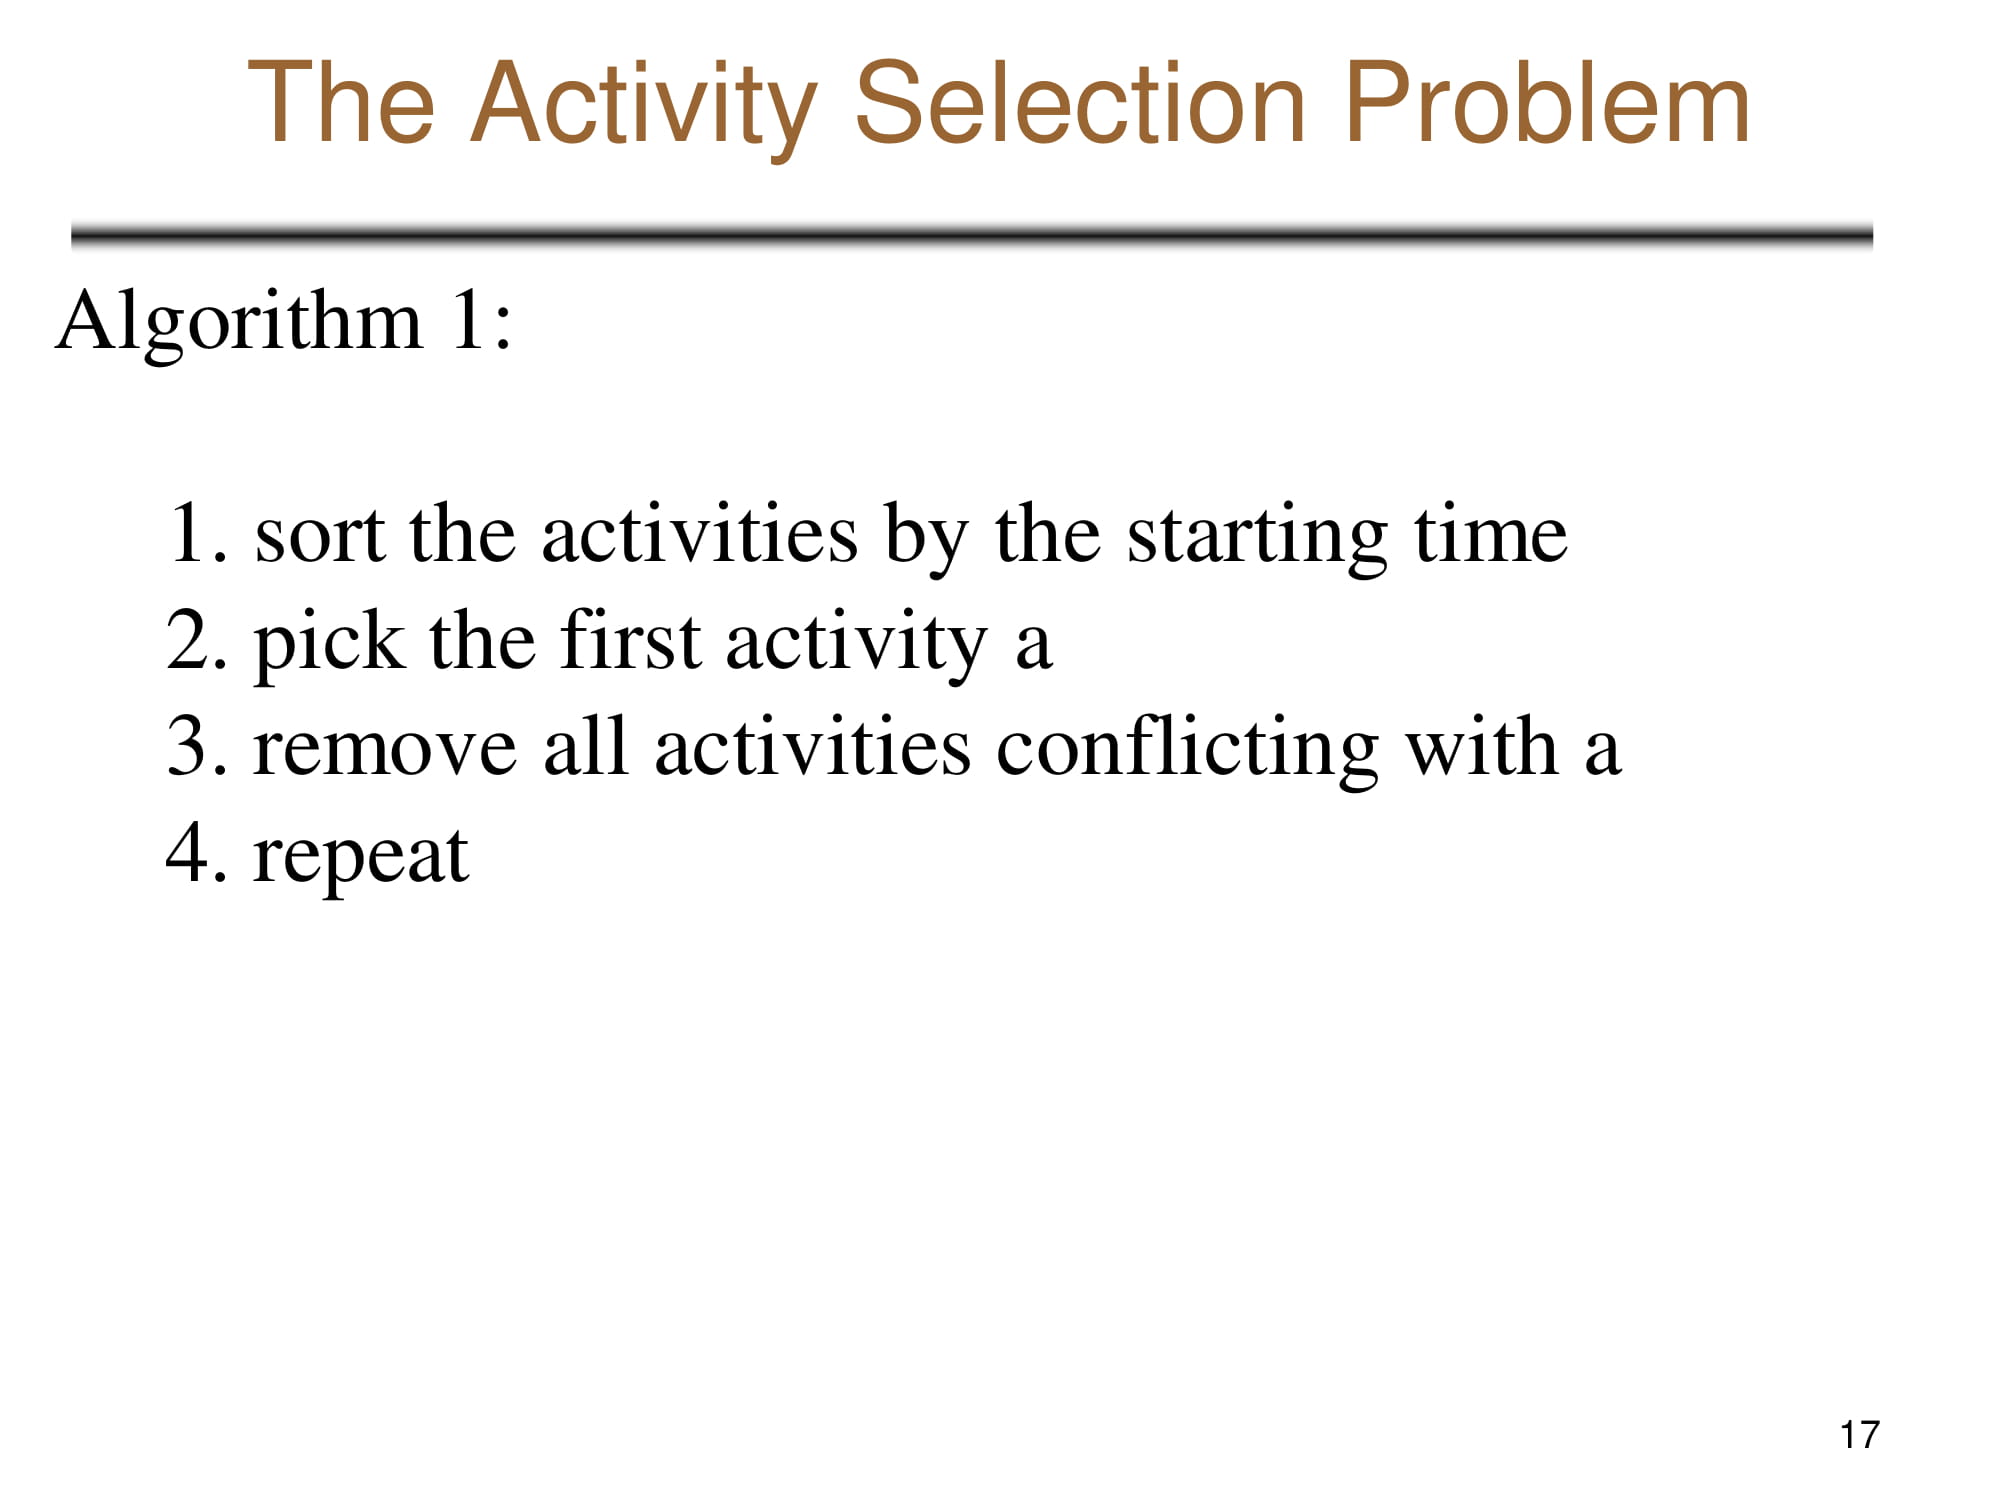 The Activity Selection Problem
Algorithm 1:
1. sort the activities by the starting time
2. pick the first activity a
3. remove all activities conflicting with a
4. repeat
17